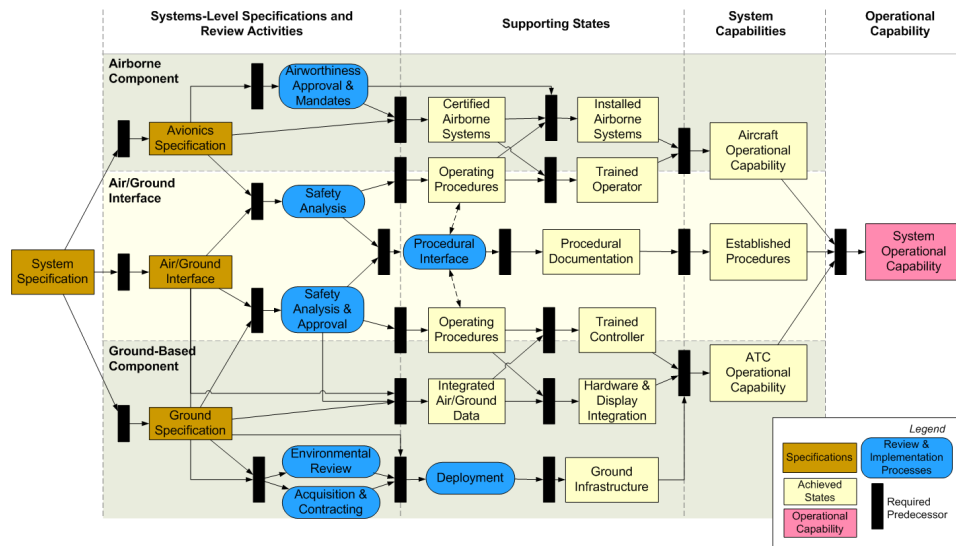 Systems-Level Specifications and
Review Activities
Supporting States
System
Capabilities
Operational
Capability
Airborne
Component
Airworthiness
Approval &
Mandates
Certified
Airborne
Systems
Installed
Airborne
Systems
Avionics
Specification
Aircraft
Operational
Capability
Air/Ground
Interface
Safety
Analysis
Operating
Procedures
Trained
Operator
System
Specification
Air/Ground
Interface
Procedural
Interface
Procedural
Documentation
Established
Procedures
System
Operational
Capability
Safety
Analysis &
Approval
Operating
Procedures
Trained
Controller
Ground-Based
Component
ATC
Operational
Capability
Integrated
Air/Ground
Data
Hardware &
Display
Integration
Ground
Specification
Environmental
Review
Acquisition &
Contracting
Deployment
Ground
Infrastructure
Legend
Specifications
Review &
Implementation
Processes
Achieved
States
Operational
Capability
Required
Predecessor